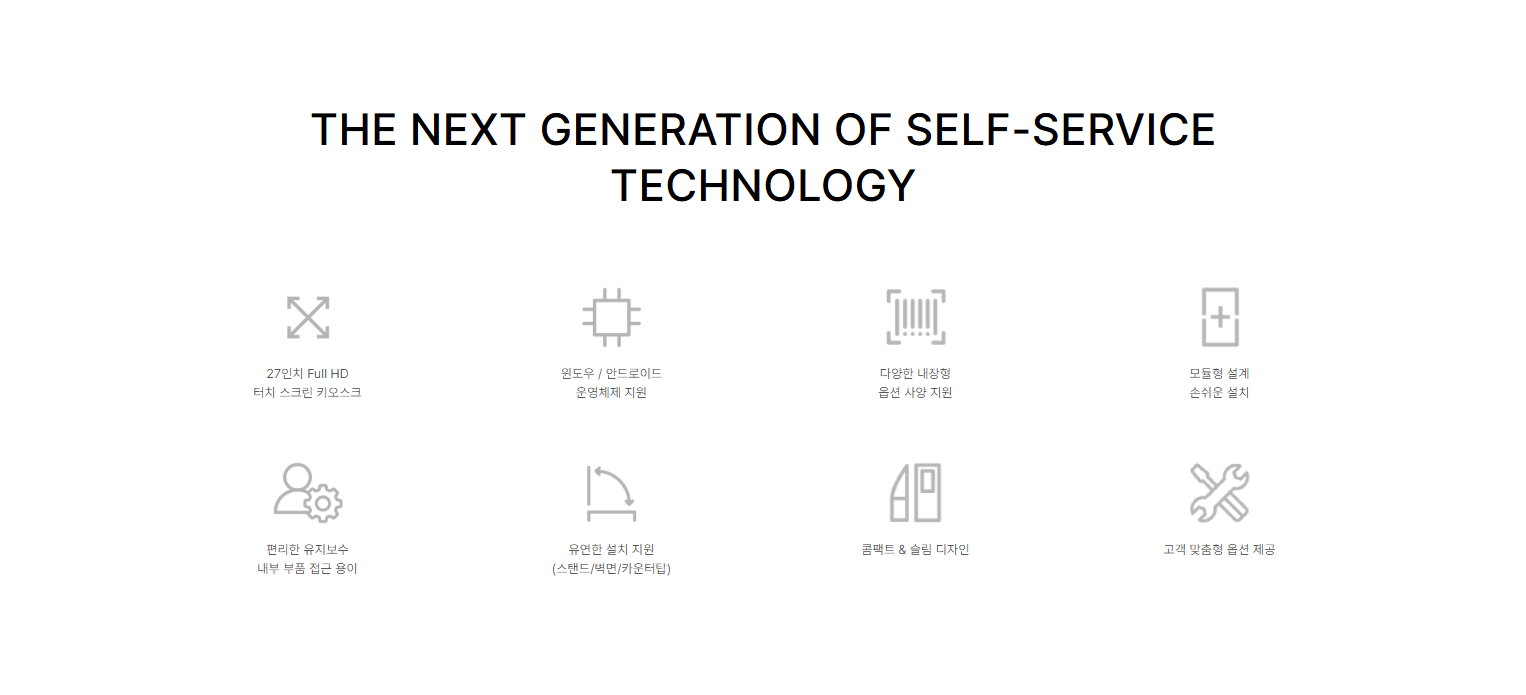 THE NEXT GENERATION OF SELF-SERVICE
TECHNOLOGY
27인치 Full HD
터치 스크린 키오스크
윈도우 / 안드로이드
운영체제 지원
다양한 내장형
옵션 사양 지원
모듈형 설계
손쉬운 설치
편리한 유지보수
내부 부품 접근 용이
유연한 설치 지원
(스탠드/벽면/카운터탑)
콤팩트 & 슬림 디자인
고객 맞춤형 옵션 제공